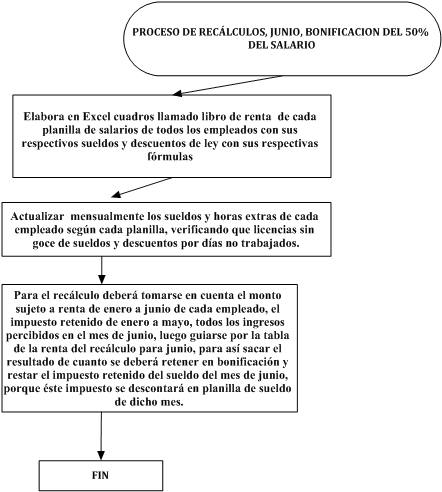 PROCESO DE RECÁLCULOS, JUNIO, BONIFICACION DEL 50%
DEL SALARIO
Elabora en Excel cuadros llamado libro de renta de cada
planilla de salarios de todos los empleados con sus
respectivos sueldos y descuentos de ley con sus respectivas
fórmulas
Actualizar mensualmente los sueldos y horas extras de cada
empleado según cada planilla, verificando que licencias sin
goce de sueldos y descuentos por días no trabajados.
Para el recálculo deberá tomarse en cuenta el monto
sujeto a renta de enero a junio de cada empleado, el
impuesto retenido de enero a mayo, todos los ingresos
percibidos en el mes de junio, luego guiarse por la tabla
de la renta del recálculo para junio, para así sacar el
resultado de cuanto se deberá retener en bonificación y
restar el impuesto retenido del sueldo del mes de junio,
porque éste impuesto se descontará en planilla de sueldo
de dicho mes.
FIN